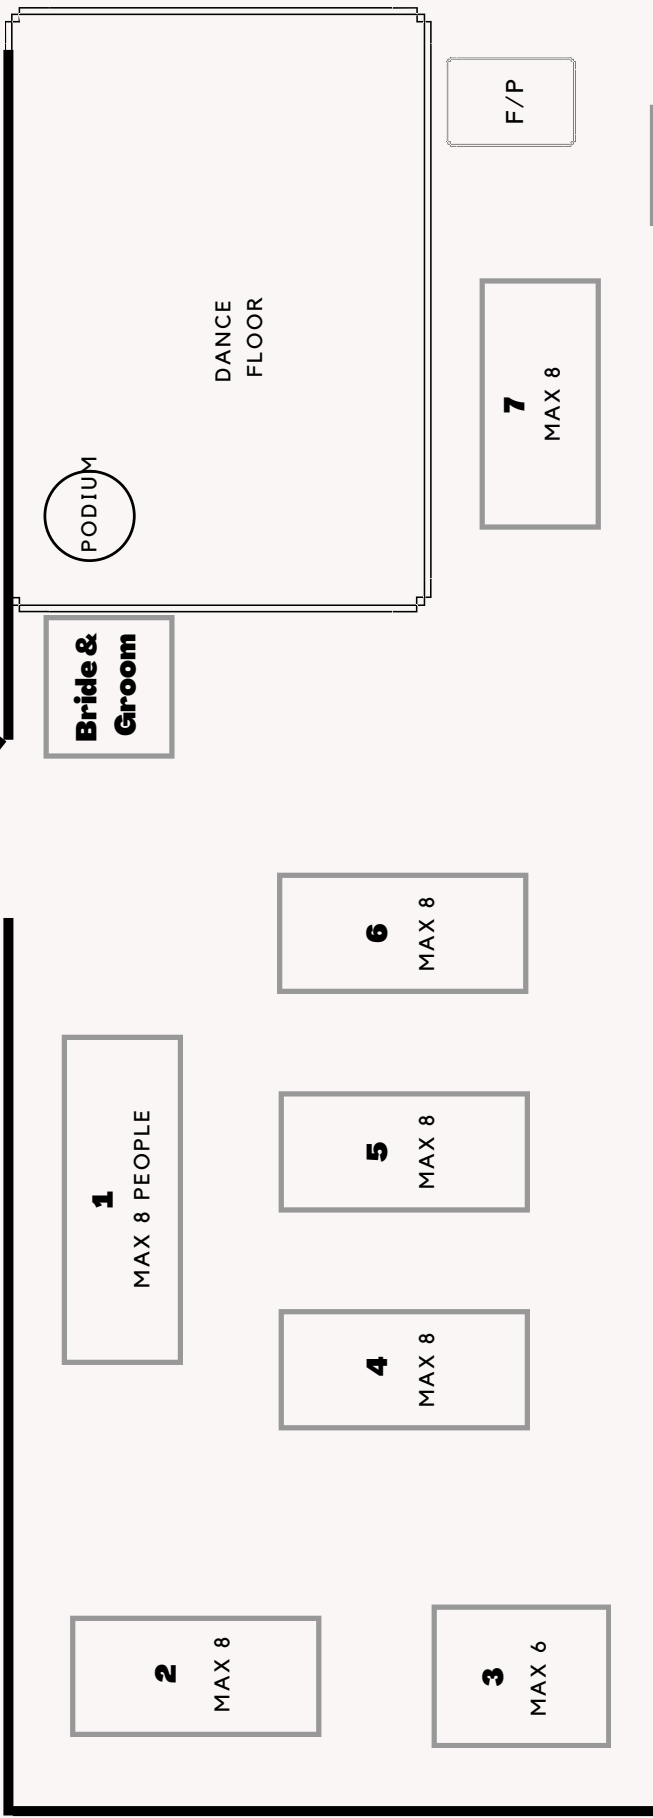 F/P
DANCE
FLOOR
7
MAX 8
PODIUM
Bride &
Groom
6
MAX 8
1
MAX 8 PEOPLE
5
MAX 8
4
MAX 8
2
MAX 8
3
MAX 6